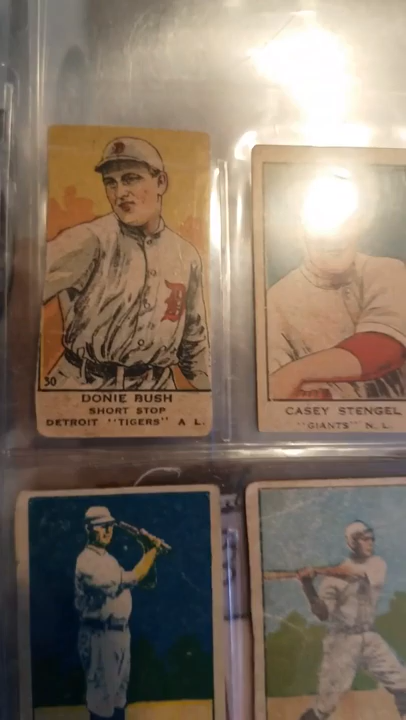 30
DONIE BUSH
SHORT STOP
DETROIT "TIGERS" A L.
CASEY STENGEL
"GIANTS" N. L.